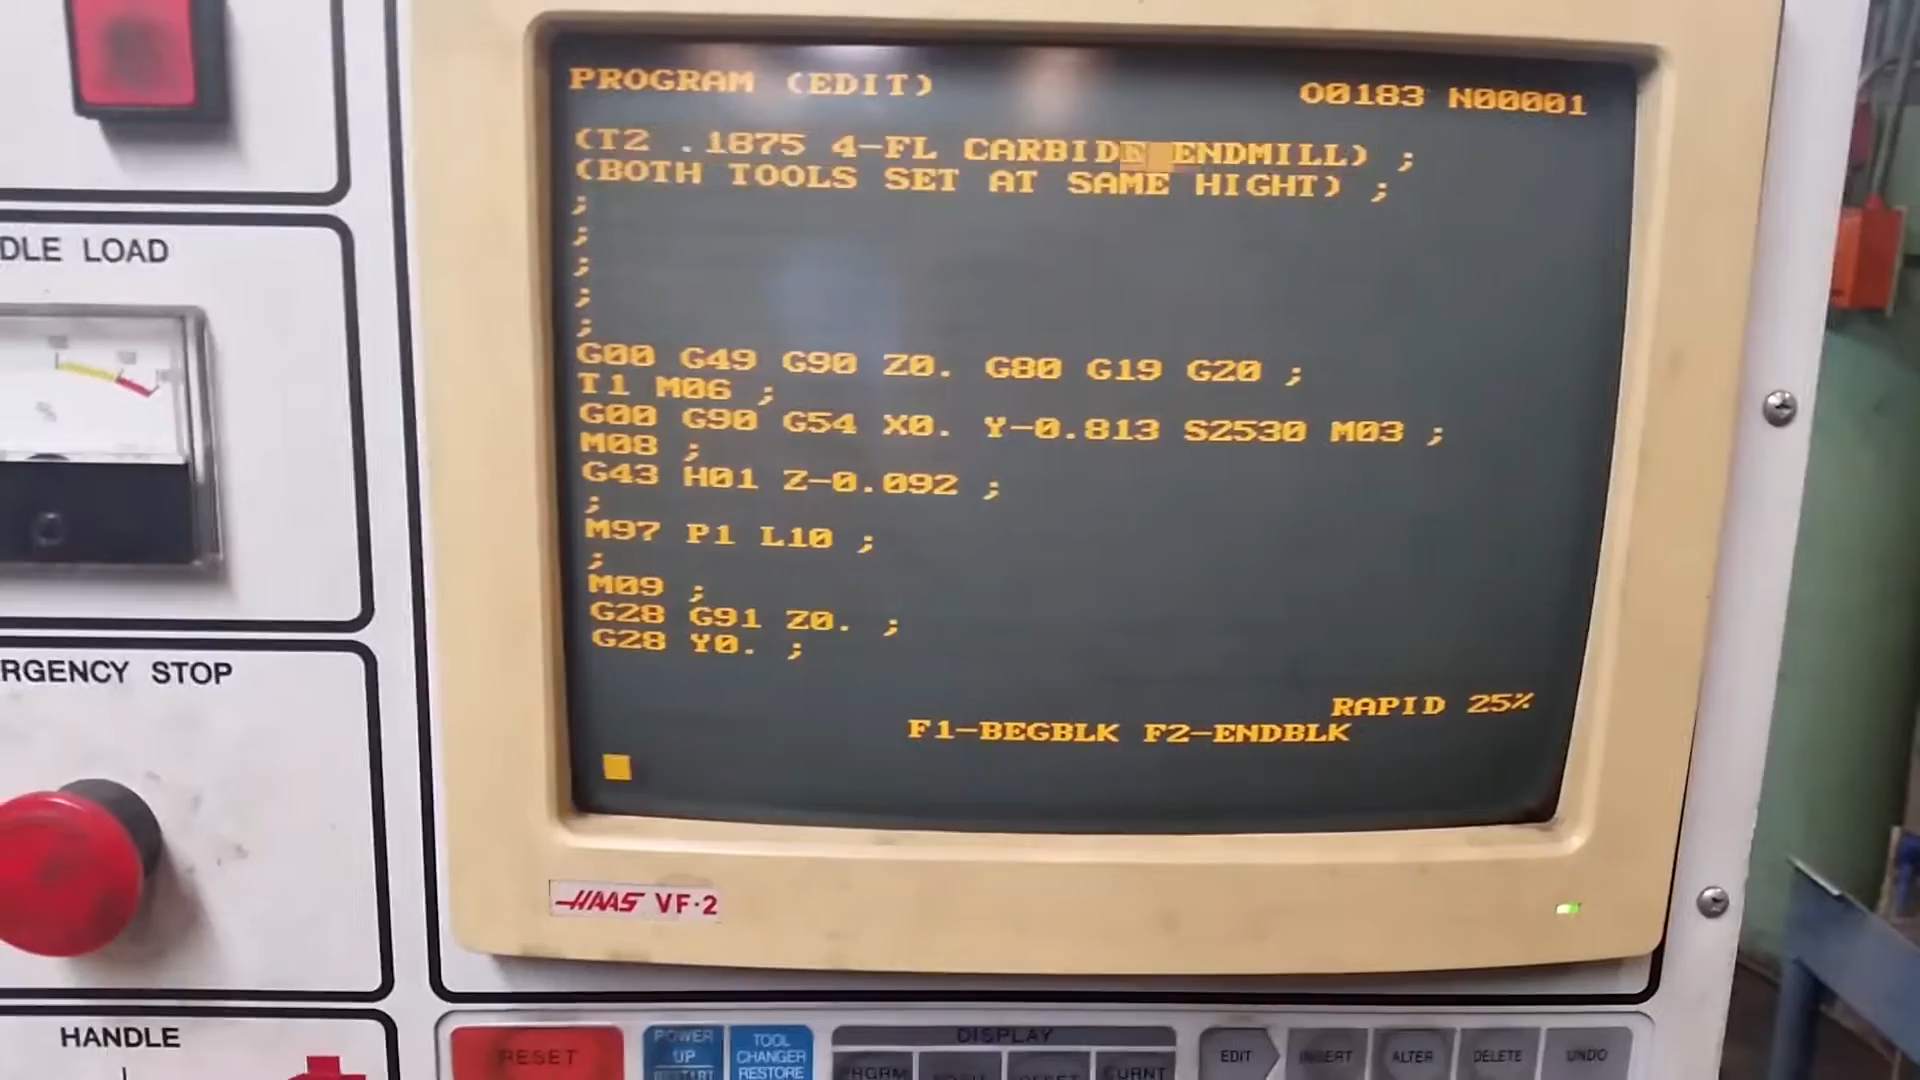 PROGRAM (EDIT)
O0183 N00001
(T2 .1875 4-FL CARBIDE ENDMILL) ;
(BOTH TOOLS SET AT SAME HIGHT) ;
;
;
;
;
;
G00 G49 G90 Z0. G80 G19 G20 ;
T1 M06 ;
G00 G90 G54 X0. Y-0.813 S2530 M03 ;
M08 ;
G43 H01 Z-0.092 ;
;
M97 P1 L10 ;
;
M09 ;
G28 G91 Z0. ;
G28 Y0. ;
RAPID 25%
F1-BEGBLK F2-ENDBLK
DLE LOAD
%
RGENCY STOP
HAAS VF-2
HANDLE
RESET
POWER
UP
RESTART
TOOL
CHANGER
RESTORE
DISPLAY
PRGRM
CURNT
EDIT
INSERT
ALTER
DELETE
UNDO